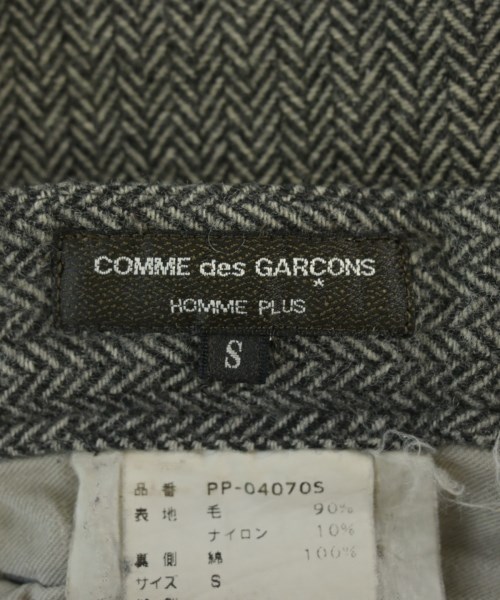 COMME des GARÇONS
HOMME PLUS
S
品番 PP-04070S
表地 毛 90%
ナイロン 10%
裏側 綿 100%
サイズ S